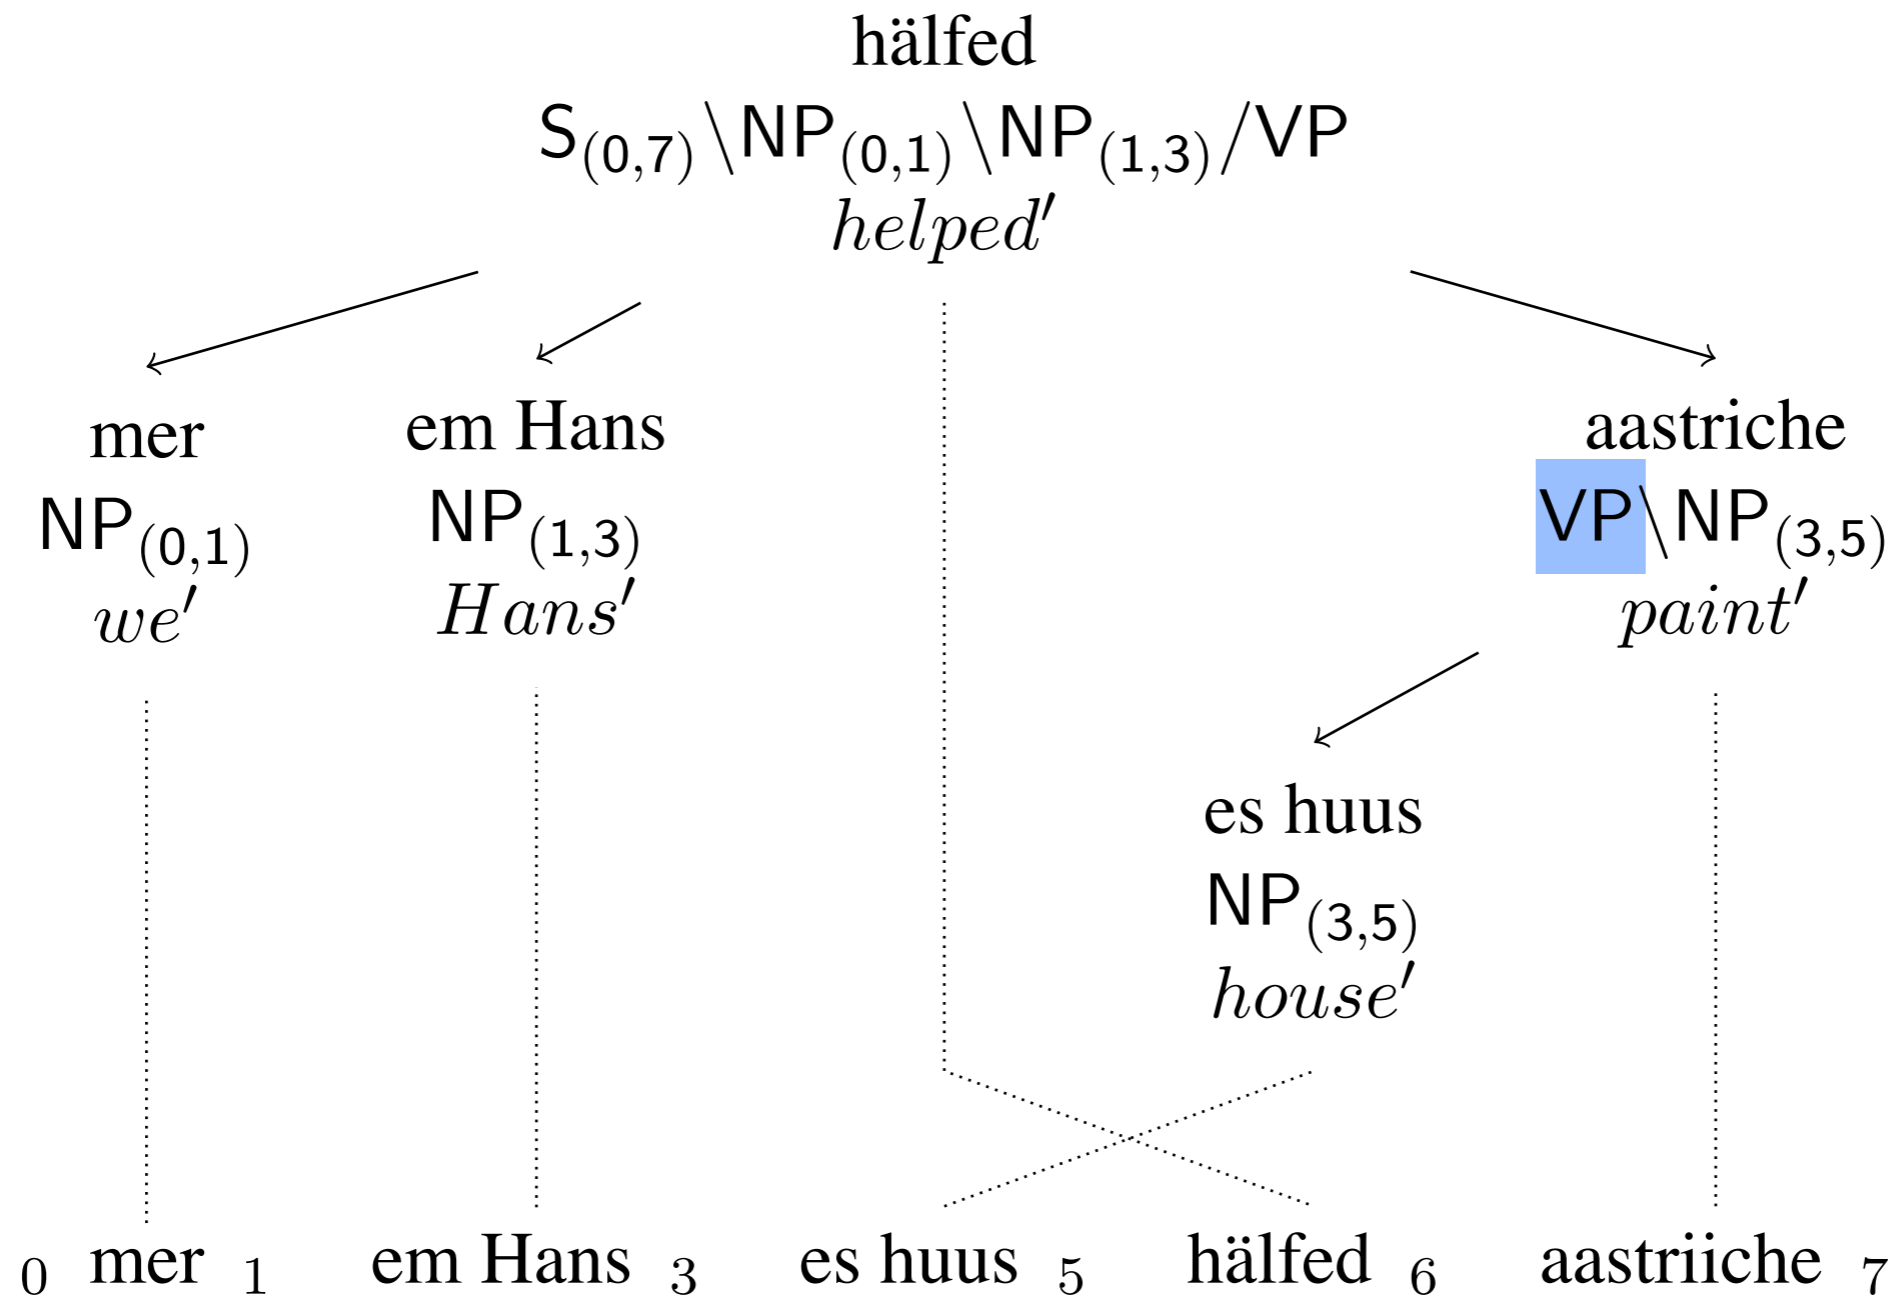 hälfed
S(0,7)\NP(0,1)\NP(1,3)/VP
helped′
mer
NP(0,1)
we′
em Hans
NP(1,3)
Hans′
aastriche
VP\NP(3,5)
paint′
es huus
NP(3,5)
house′
0 mer 1 em Hans 3 es huus 5 hälfed 6 aastriiche 7